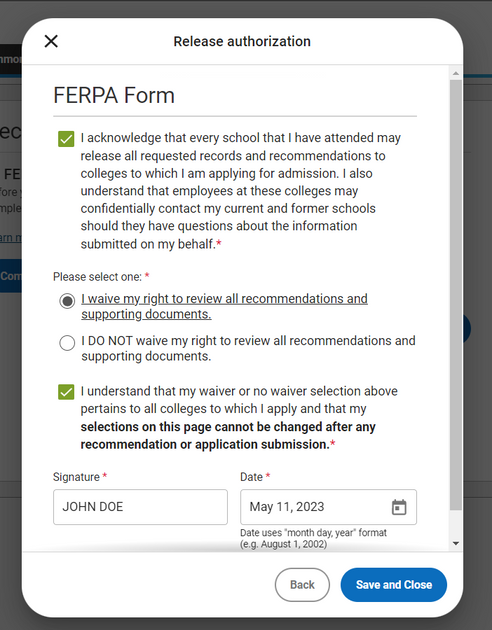 Release authorization
FERPA Form
I acknowledge that every school that I have attended may
release all requested records and recommendations to
colleges to which I am applying for admission. I also
understand that employees at these colleges may
confidentially contact my current and former schools
should they have questions about the information
submitted on my behalf.*
Please select one: *
I waive my right to review all recommendations and
supporting documents.
I DO NOT waive my right to review all recommendations and
supporting documents.
I understand that my waiver or no waiver selection above
pertains to all colleges to which I apply and that my
selections on this page cannot be changed after any
recommendation or application submission.*
Signature *
Date *
JOHN DOE
May 11, 2023
Date uses "month day, year" format
(e.g. August 1, 2002)
Back
Save and Close